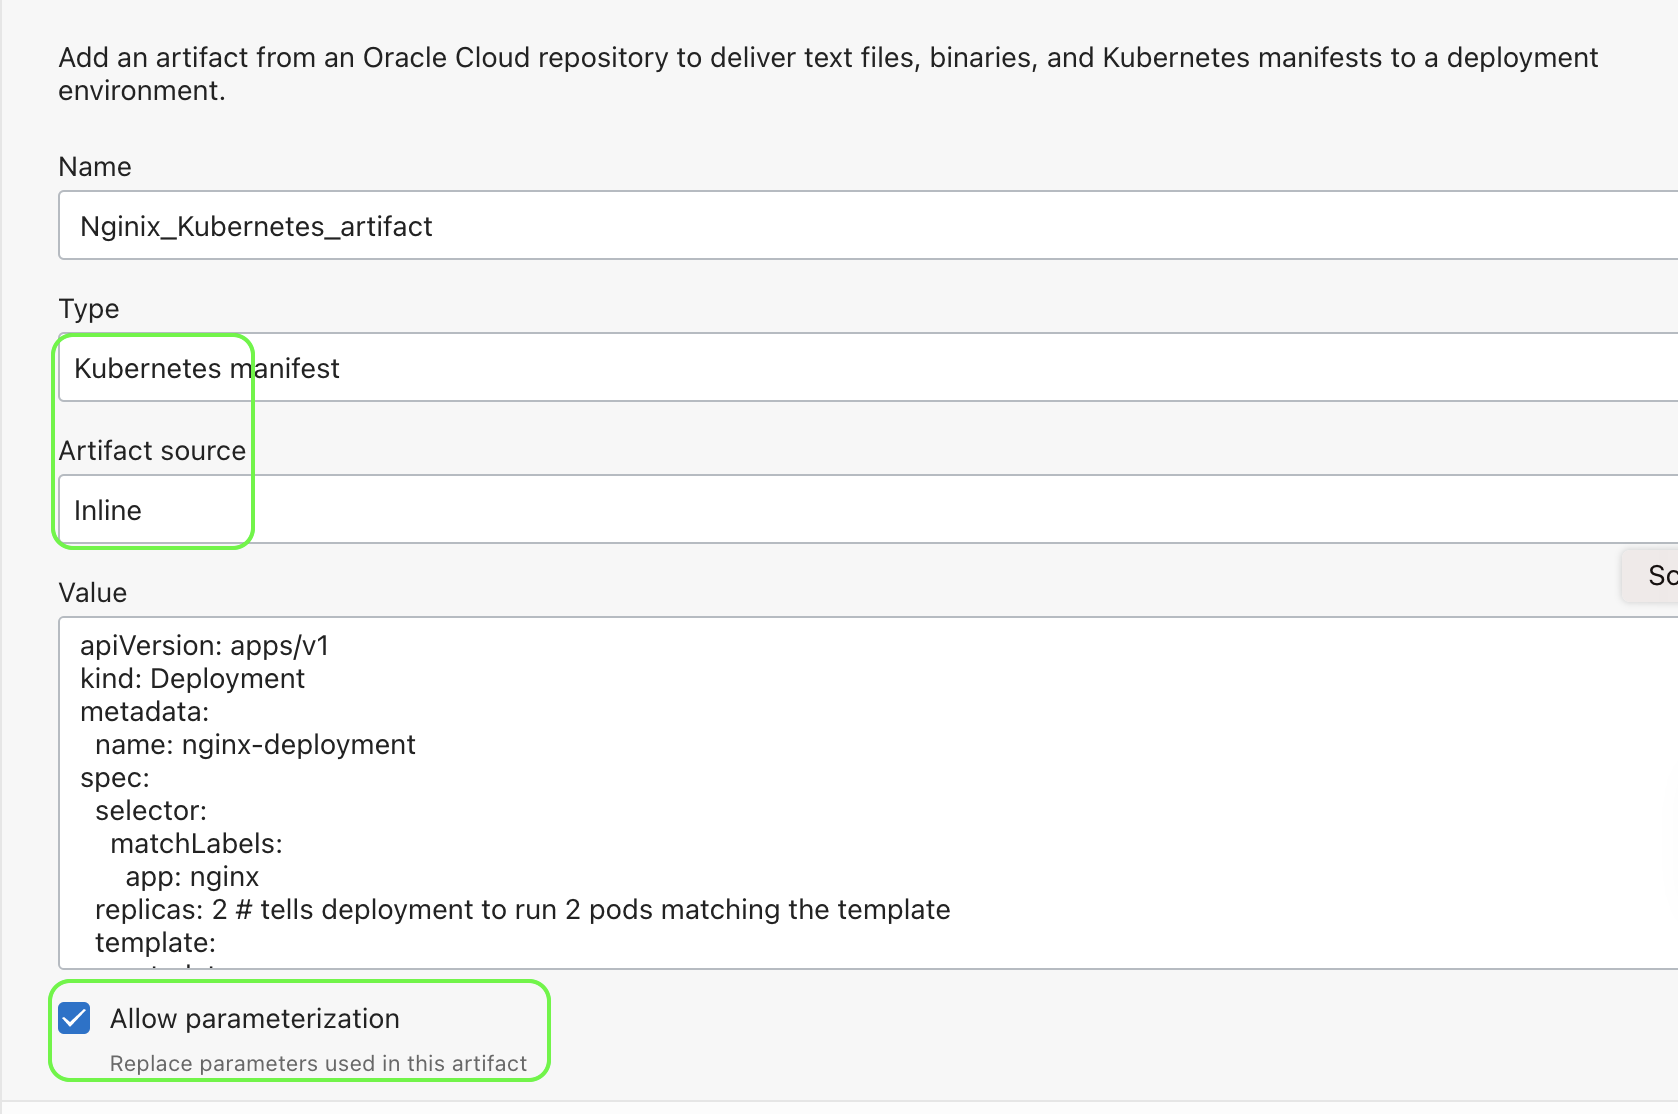 Add an artifact from an Oracle Cloud repository to deliver text files, binaries, and Kubernetes manifests to a deployment
environment.
Name
Nginix_Kubernetes_artifact
Type
Kubernetes manifest
Artifact source
Inline
Value
apiVersion: apps/v1
kind: Deployment
metadata:
  name: nginx-deployment
spec:
  selector:
    matchLabels:
      app: nginx
  replicas: 2 # tells deployment to run 2 pods matching the template
  template:
Allow parameterization
Replace parameters used in this artifact